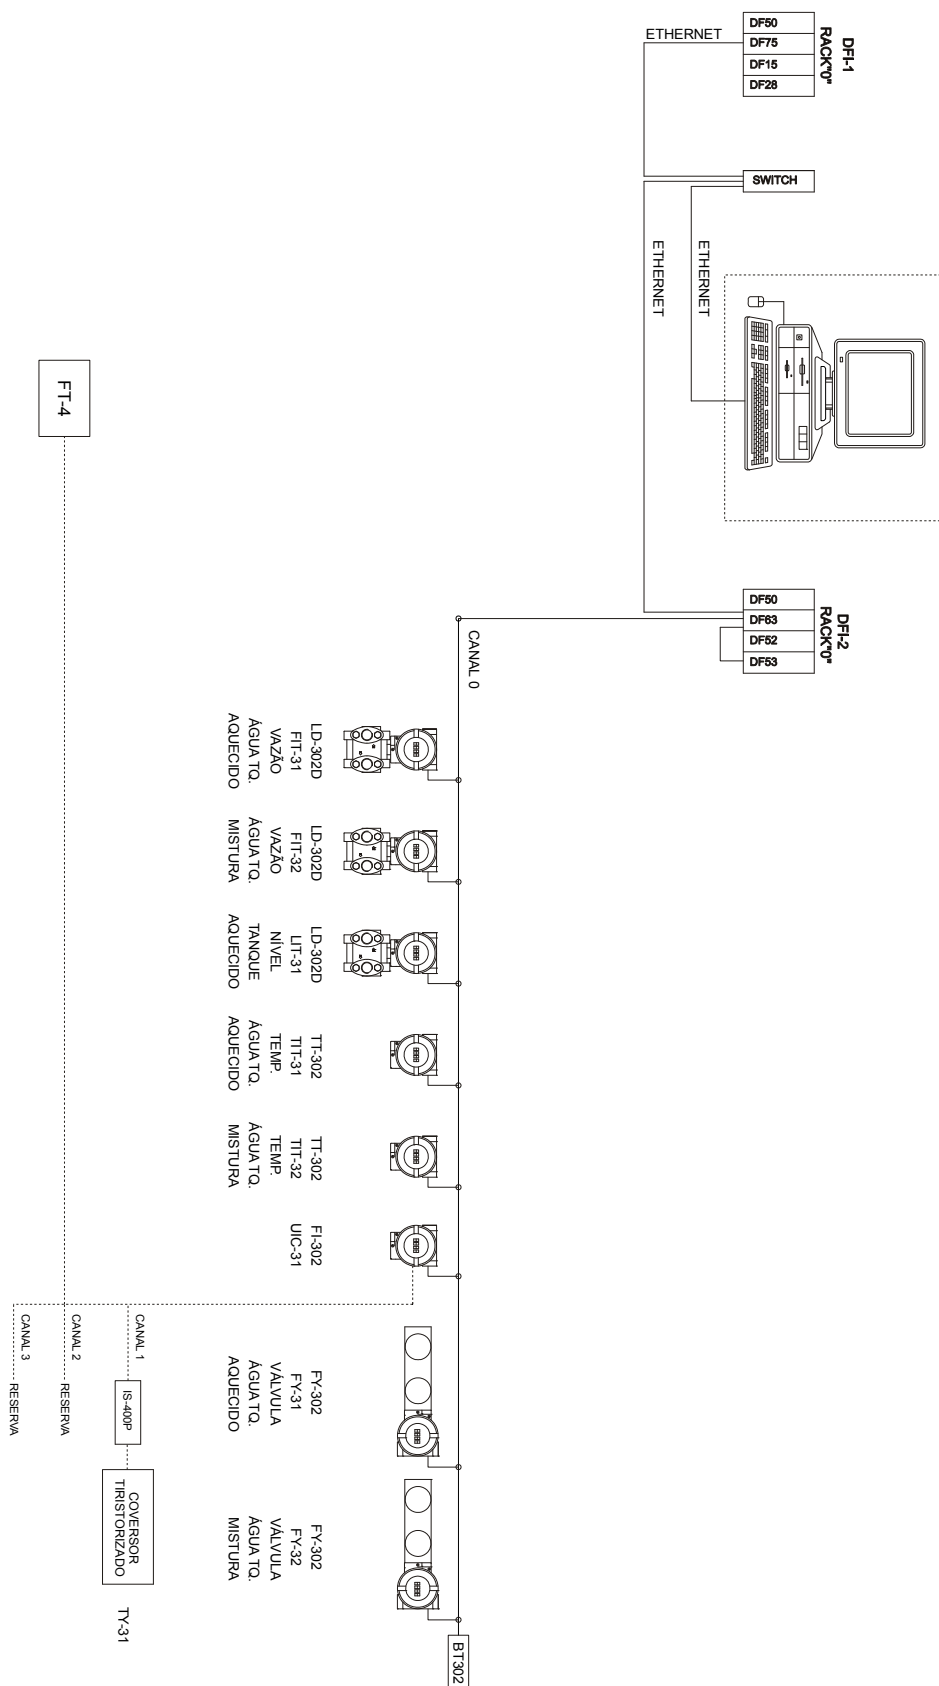 DFI-1
RACK"0"
DF50
DF75
DF15
DF28
ETHERNET
SWITCH
ETHERNET
ETHERNET
DFI-2
RACK"0"
DF50
DF63
DF52
DF53
CANAL 0
LD-302D
FIT-31
VAZÃO
ÁGUA TQ.
AQUECIDO
LD-302D
FIT-32
VAZÃO
ÁGUA TQ.
MISTURA
LD-302D
LIT-31
NÍVEL
TANQUE
AQUECIDO
TT-302
TIT-31
TEMP.
ÁGUA TQ.
AQUECIDO
TT-302
TIT-32
TEMP.
ÁGUA TQ.
MISTURA
FI-302
UIC-31
FY-302
FY-31
VÁLVULA
ÁGUA TQ.
AQUECIDO
FY-302
FY-32
VÁLVULA
ÁGUA TQ.
MISTURA
BT302
FT-4
CANAL 1
IS-400P
COVERSOR
TIRISTORIZADO
TY-31
CANAL 2
RESERVA
CANAL 3
RESERVA